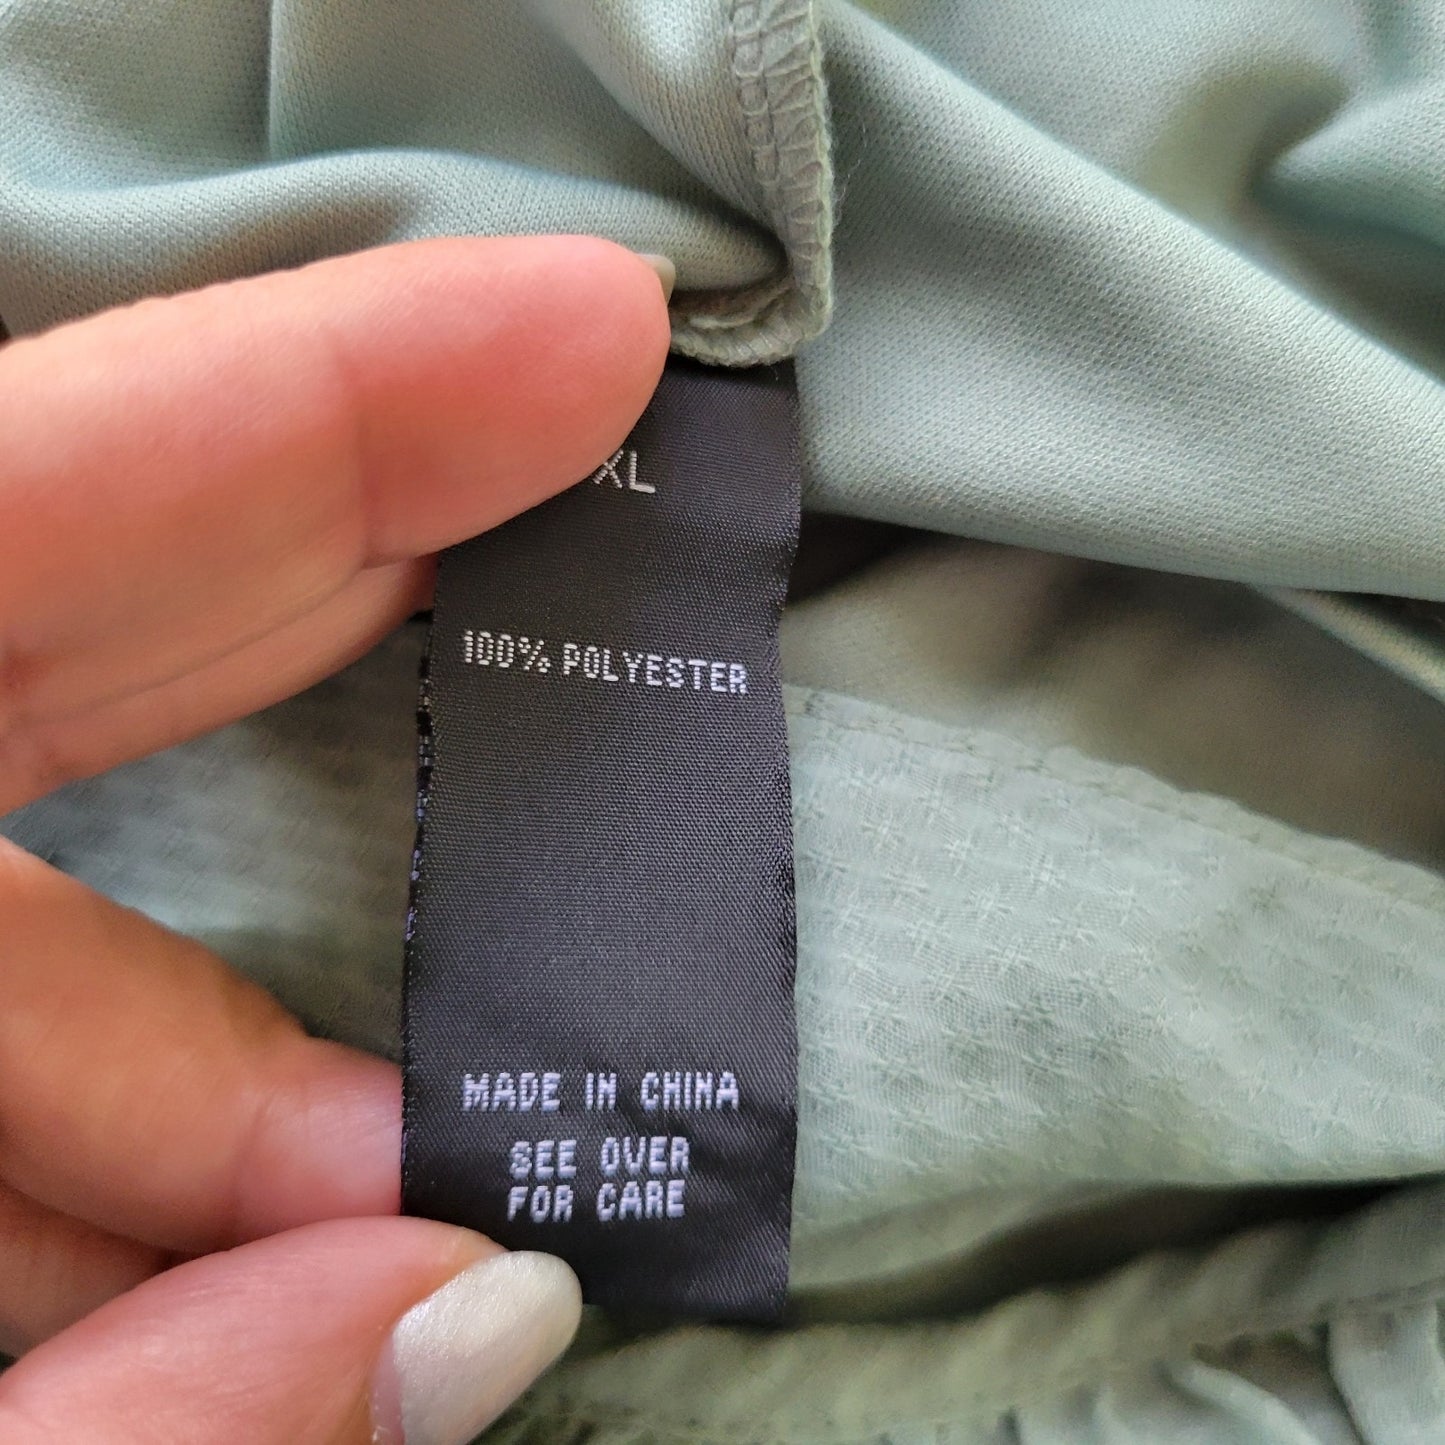 XL
100% POLYESTER
MADE IN CHINA
SEE OVER
FOR CARE